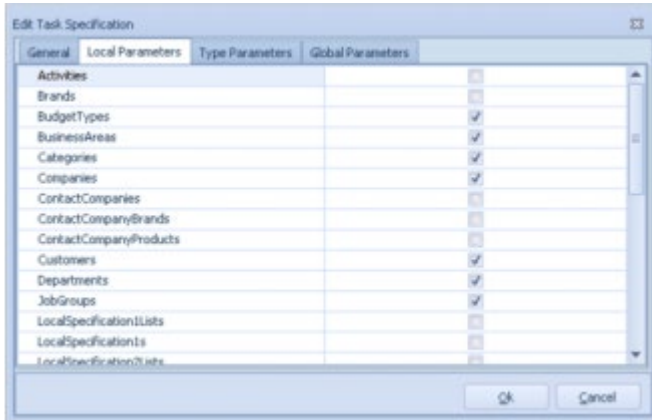 Edit Task Specification
General Local Parameters Type Parameters Global Parameters
Activities
Brands
BudgetTypes
BusinessAreas
Categories
Companies
ContactCompanies
ContactCompanyBrands
ContactCompanyProducts
Customers
Departments
JobGroups
LocalSpecification1Lists
LocalSpecification1s
LocalSpecification2Lists
Ok Cancel